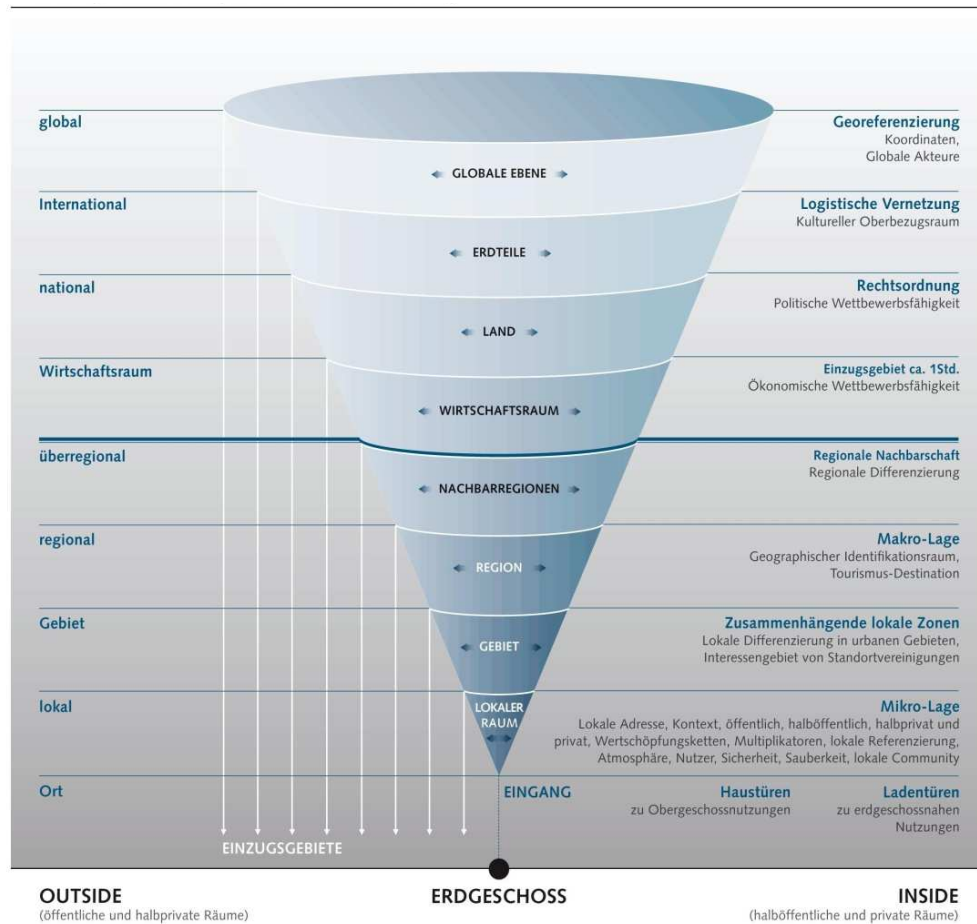 global
Georeferenzierung
Koordinaten,
Globale Akteure
GLOBALE EBENE
International
Logistische Vernetzung
Kultureller Oberbezugsraum
ERDTEILE
national
Rechtsordnung
Politische Wettbewerbsfähigkeit
LAND
Wirtschaftsraum
Einzugsgebiet ca. 1Std.
Ökonomische Wettbewerbsfähigkeit
WIRTSCHAFTSRAUM
überregional
Regionale Nachbarschaft
Regionale Differenzierung
NACHBARREGIONEN
regional
Makro-Lage
Geographischer Identifikationsraum,
Tourismus-Destination
REGION
Gebiet
Zusammenhängende lokale Zonen
Lokale Differenzierung in urbanen Gebieten,
Interessengebiet von Standortvereinigungen
GEBIET
lokal
LOKALER
RAUM
Mikro-Lage
Lokale Adresse, Kontext, öffentlich, halböffentlich, halbprivat und
privat, Wertschöpfungsketten, Multiplikatoren, lokale Referenzierung,
Atmosphäre, Nutzer, Sicherheit, Sauberkeit, lokale Community
Ort
EINGANG
Haustüren
zu Obergeschossnutzungen
Ladentüren
zu erdgeschossnahen
Nutzungen
EINZUGSGEBIETE
OUTSIDE
(öffentliche und halbprivate Räume)
ERDGESCHOSS
INSIDE
(halböffentliche und private Räume)